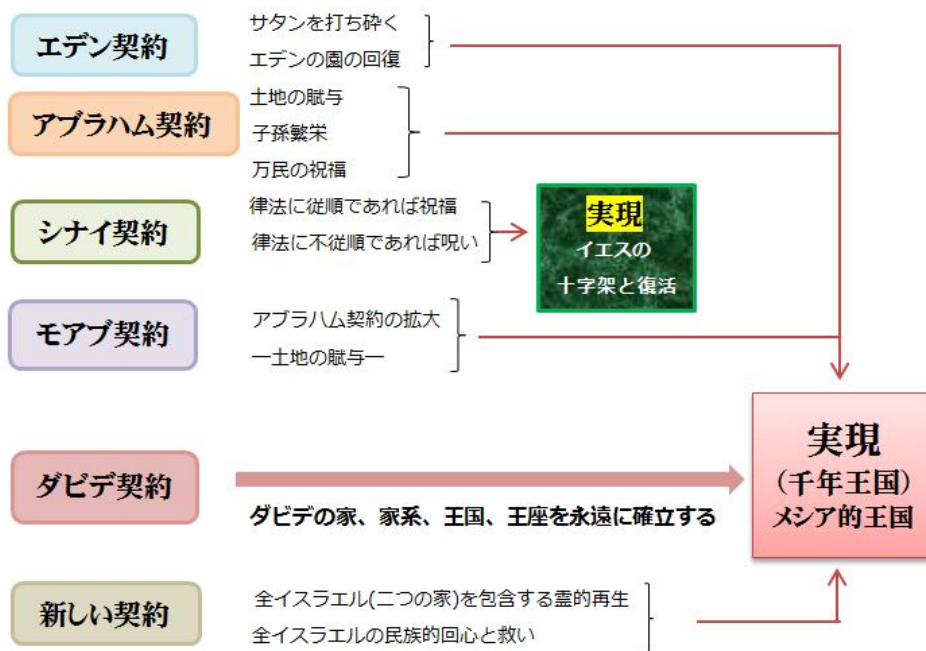 エデン契約
サタンを打ち砕く
エデンの園の回復
アブラハム契約
土地の賦与
子孫繁栄
万民の祝福
シナイ契約
律法に従順であれば祝福
律法に不従順であれば呪い
実現
イエスの
十字架と復活
モアブ契約
アブラハム契約の拡大
ー土地の賦与ー
ダビデ契約
ダビデの家、家系、王国、王座を永遠に確立する
実現
(千年王国)
メシア的王国
新しい契約
全イスラエル(二つの家)を包含する霊的再生
全イスラエルの民族的回心と救い